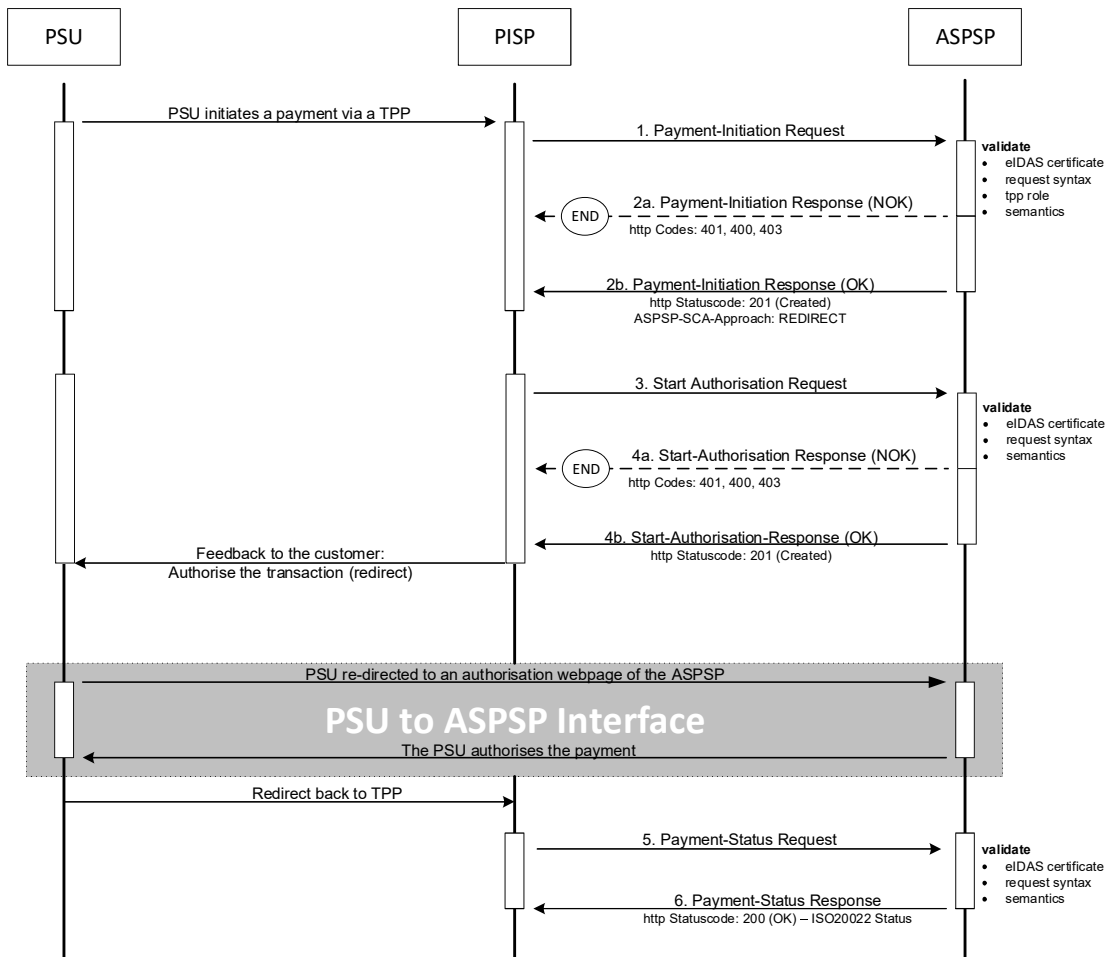 PSU
PISP
ASPSP
PSU initiates a payment via a TPP
1. Payment-Initiation Request
validate
• eIDAS certificate
• request syntax
• tpp role
• semantics
END
2a. Payment-Initiation Response (NOK)
http Codes: 401, 400, 403
2b. Payment-Initiation Response (OK)
http Statuscode: 201 (Created)
ASPSP-SCA-Approach: REDIRECT
3. Start Authorisation Request
validate
• eIDAS certificate
• request syntax
• semantics
END
4a. Start-Authorisation Response (NOK)
http Codes: 401, 400, 403
4b. Start-Authorisation-Response (OK)
http Statuscode: 201 (Created)
Feedback to the customer:
Authorise the transaction (redirect)
PSU re-directed to an authorisation webpage of the ASPSP
PSU to ASPSP Interface
The PSU authorises the payment
Redirect back to TPP
5. Payment-Status Request
validate
• eIDAS certificate
• request syntax
• semantics
6. Payment-Status Response
http Statuscode: 200 (OK) – ISO20022 Status